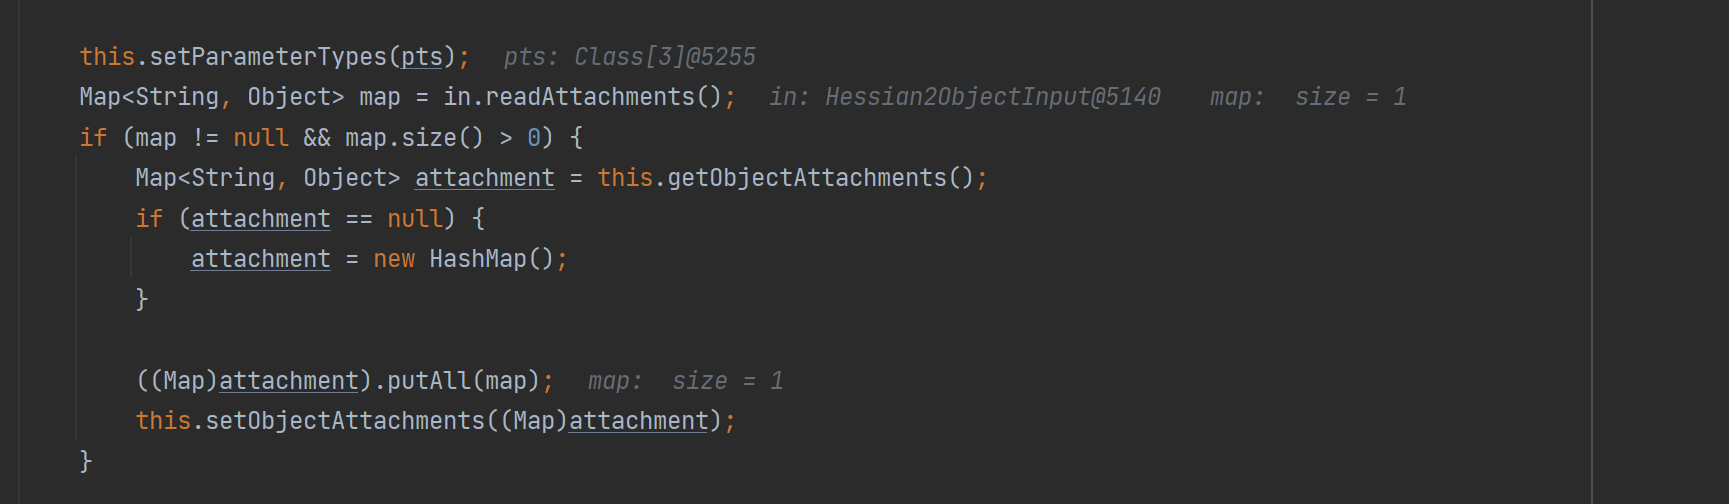 this.setParameterTypes(pts);  pts: Class[3]@5255
Map<String, Object> map = in.readAttachments();  in: Hessian2ObjectInput@5140    map:  size = 1
if (map != null && map.size() > 0) {
    Map<String, Object> attachment = this.getObjectAttachments();
    if (attachment == null) {
        attachment = new HashMap();
    }

    ((Map)attachment).putAll(map);  map:  size = 1
    this.setObjectAttachments((Map)attachment);
}